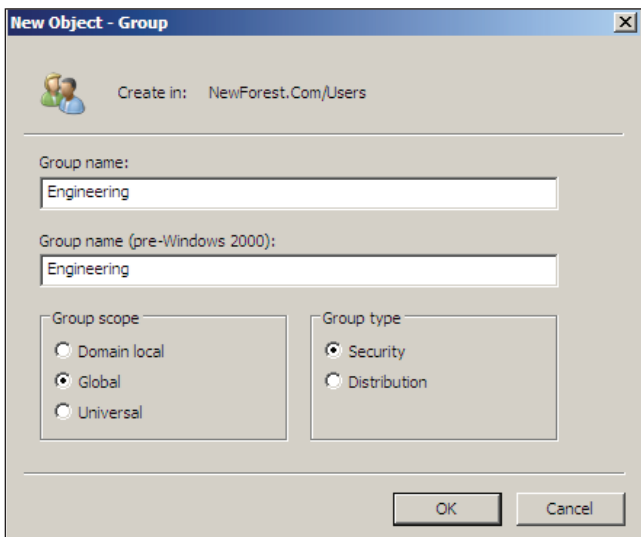 New Object - Group
Create in: NewForest.Com/Users
Group name:
Engineering
Group name (pre-Windows 2000):
Engineering
Group scope
Domain local
Global
Universal
Group type
Security
Distribution
OK
Cancel